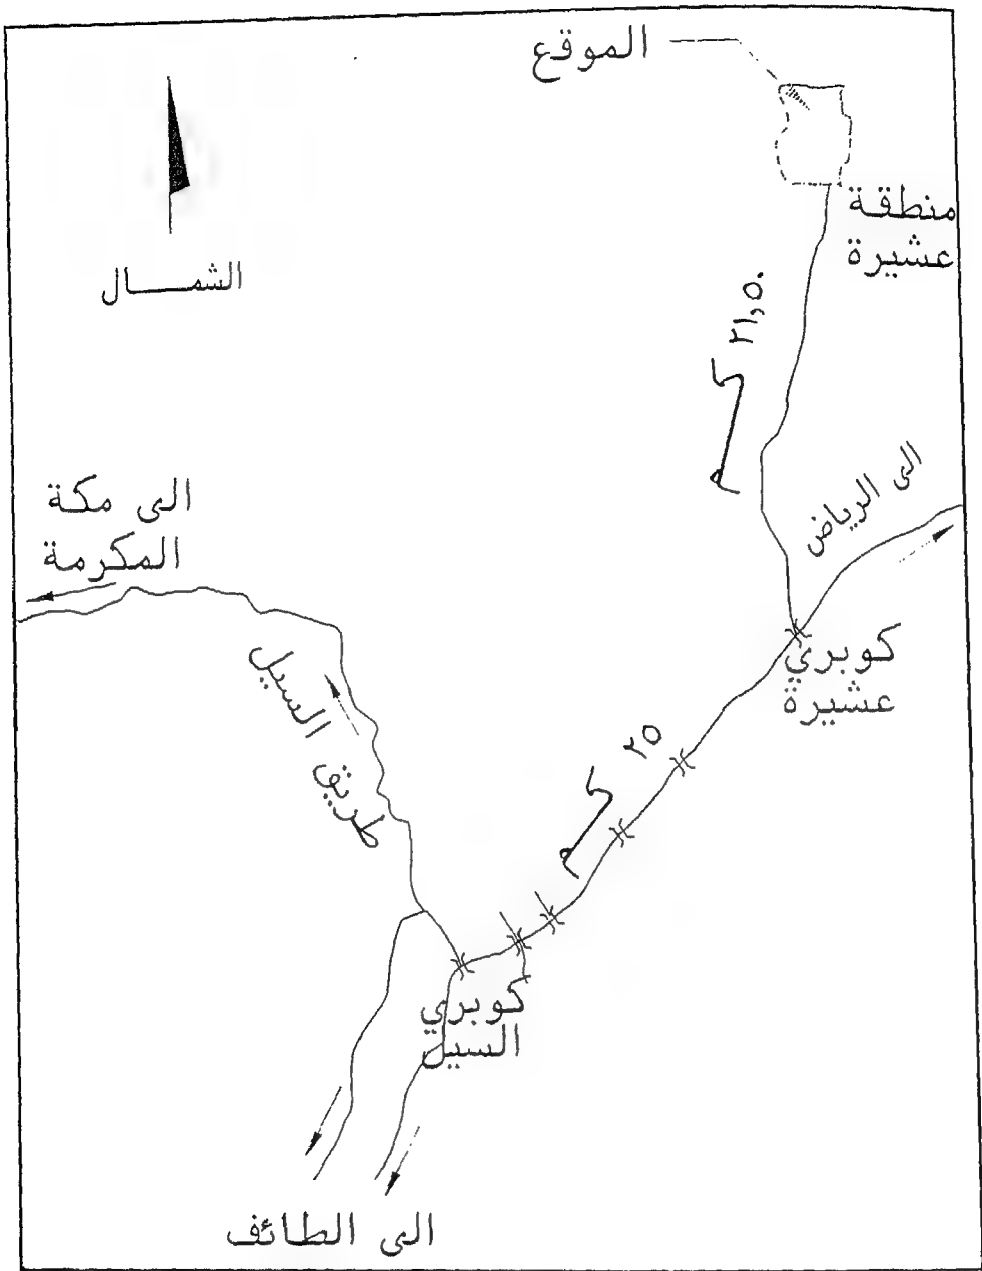 الموقع
منطقة
عشيرة
الشمـــــال
٢١,٥٠ كم
الى الرياض
الى مكة
المكرمة
كوبري
عشيرة
طريق السيل
٢٥ كم
كوبري
السيل
الى الطائف